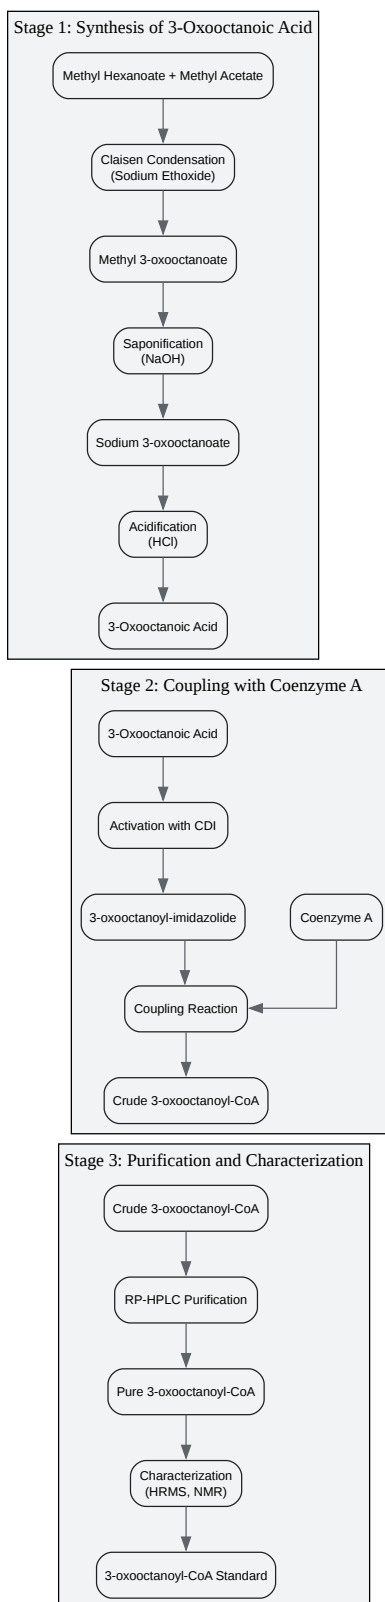 Stage 1: Synthesis of 3-Oxooctanoic Acid
Methyl Hexanoate + Methyl Acetate
Claisen Condensation
(Sodium Ethoxide)
Methyl 3-oxooctanoate
Saponification
(NaOH)
Sodium 3-oxooctanoate
Acidification
(HCl)
3-Oxooctanoic Acid
Stage 2: Coupling with Coenzyme A
3-Oxooctanoic Acid
Activation with CDI
3-oxooctanoyl-imidazolide
Coenzyme A
Coupling Reaction
Crude 3-oxooctanoyl-CoA
Stage 3: Purification and Characterization
Crude 3-oxooctanoyl-CoA
RP-HPLC Purification
Pure 3-oxooctanoyl-CoA
Characterization
(HRMS, NMR)
3-oxooctanoyl-CoA Standard